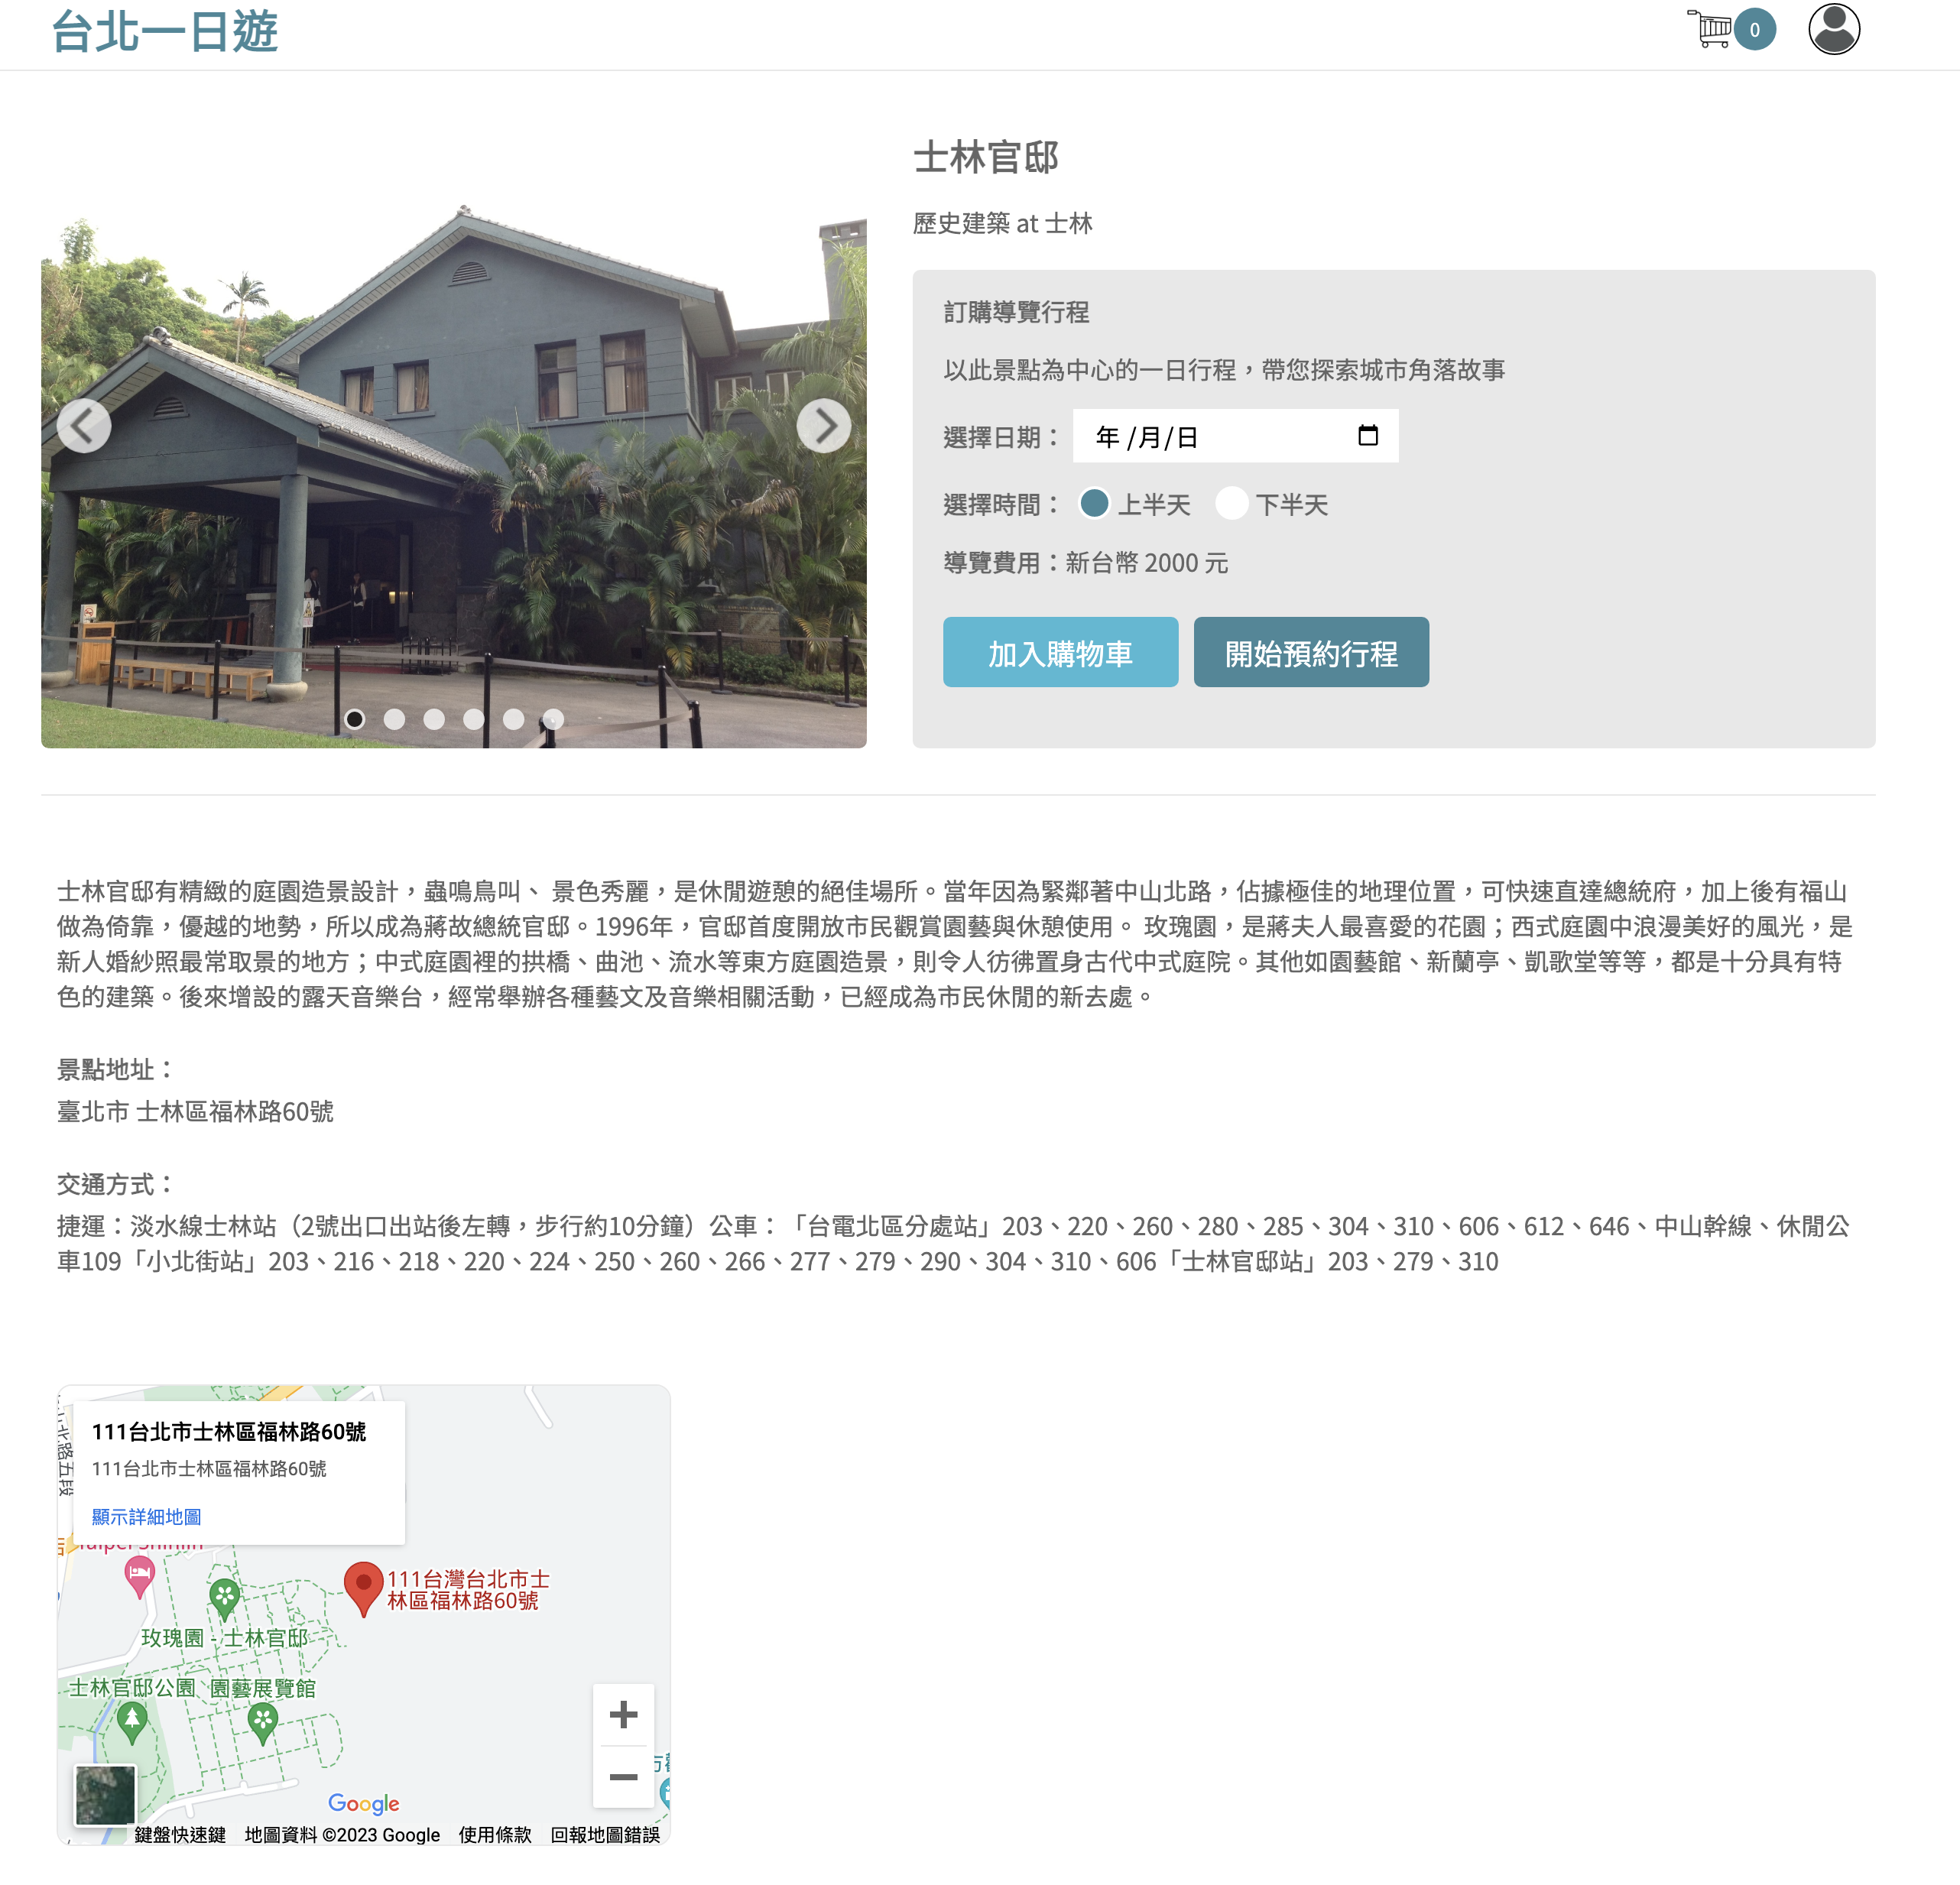 台北一日遊
0
士林官邸
歷史建築 at 士林
訂購導覽行程
以此景點為中心的一日行程，帶您探索城市角落故事
選擇日期： 年 /月/日
選擇時間： 上半天 下半天
導覽費用：新台幣 2000 元
加入購物車 開始預約行程
士林官邸有精緻的庭園造景設計，蟲鳴鳥叫、 景色秀麗，是休閒遊憩的絕佳場所。當年因為緊鄰著中山北路，佔據極佳的地理位置，可快速直達總統府，加上後有福山
做為倚靠，優越的地勢，所以成為蔣故總統官邸。1996年，官邸首度開放市民觀賞園藝與休憩使用。 玫瑰園，是蔣夫人最喜愛的花園；西式庭園中浪漫美好的風光，是
新人婚紗照最常取景的地方；中式庭園裡的拱橋、曲池、流水等東方庭園造景，則令人彷彿置身古代中式庭院。其他如園藝館、新蘭亭、凱歌堂等等，都是十分具有特
色的建築。後來增設的露天音樂台，經常舉辦各種藝文及音樂相關活動，已經成為市民休閒的新去處。
景點地址：
臺北市 士林區福林路60號
交通方式：
捷運：淡水線士林站（2號出口出站後左轉，步行約10分鐘）公車：「台電北區分處站」203、220、260、280、285、304、310、606、612、646、中山幹線、休閒公
車109「小北街站」203、216、218、220、224、250、260、266、277、279、290、304、310、606「士林官邸站」203、279、310
111台北市士林區福林路60號
111台北市士林區福林路60號
顯示詳細地圖
北路五段
Taipei Shihlin
111台灣台北市士
林區福林路60號
玫瑰園 - 士林官邸
士林官邸公園 園藝展覽館
Google
鍵盤快速鍵 地圖資料 ©2023 Google 使用條款 回報地圖錯誤